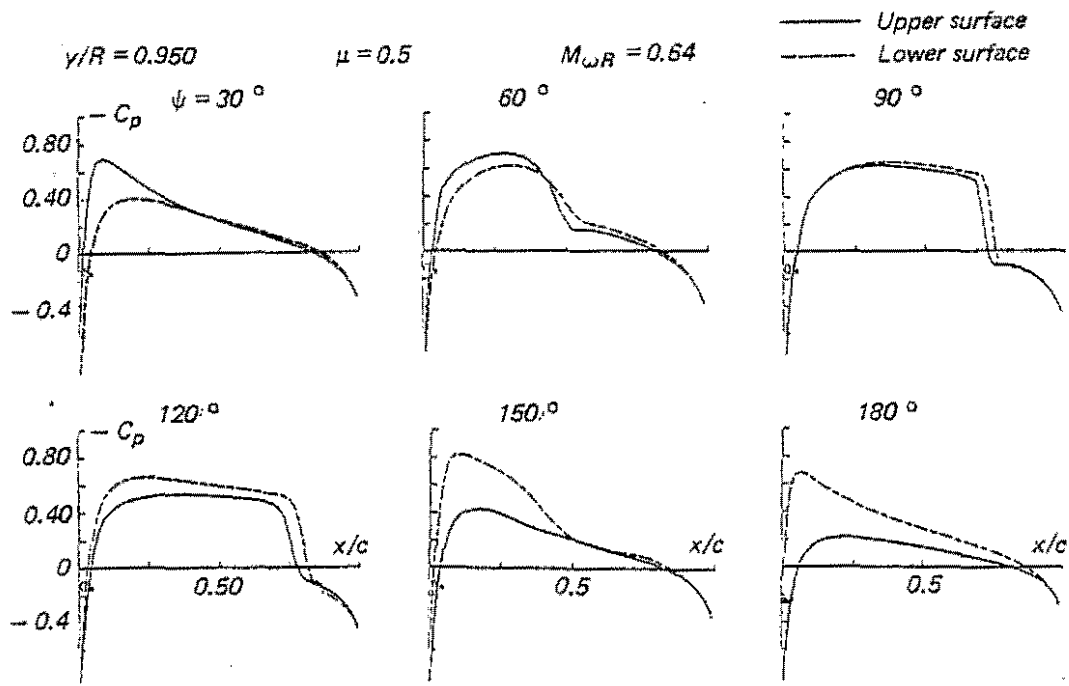 Upper surface
y/R = 0.950 μ = 0.5 M_ωR = 0.64 Lower surface
ψ = 30 ° 60 ° 90 °
— C_p
0.80
0.40
0
— 0.4
120 ° 150 ° 180 °
— C_p
0.80
0.40
x/c x/c
0
0.50 0.5 0.5
— 0.4